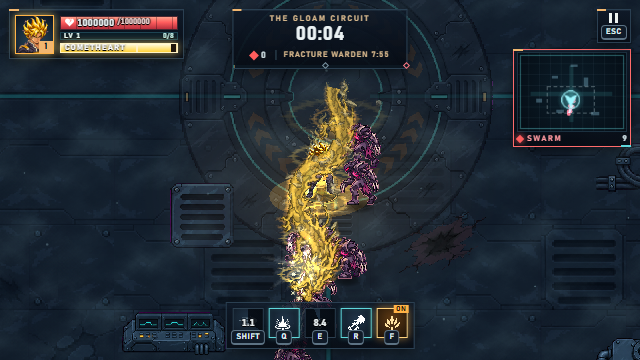 1000000/1000000
LV 1
0/8
COMETHEART
1
THE GLOAM CIRCUIT
00:04
0
FRACTURE WARDEN 7:55
ESC
SWARM
9
1.1
8.4
ON
SHIFT
Q
E
R
F